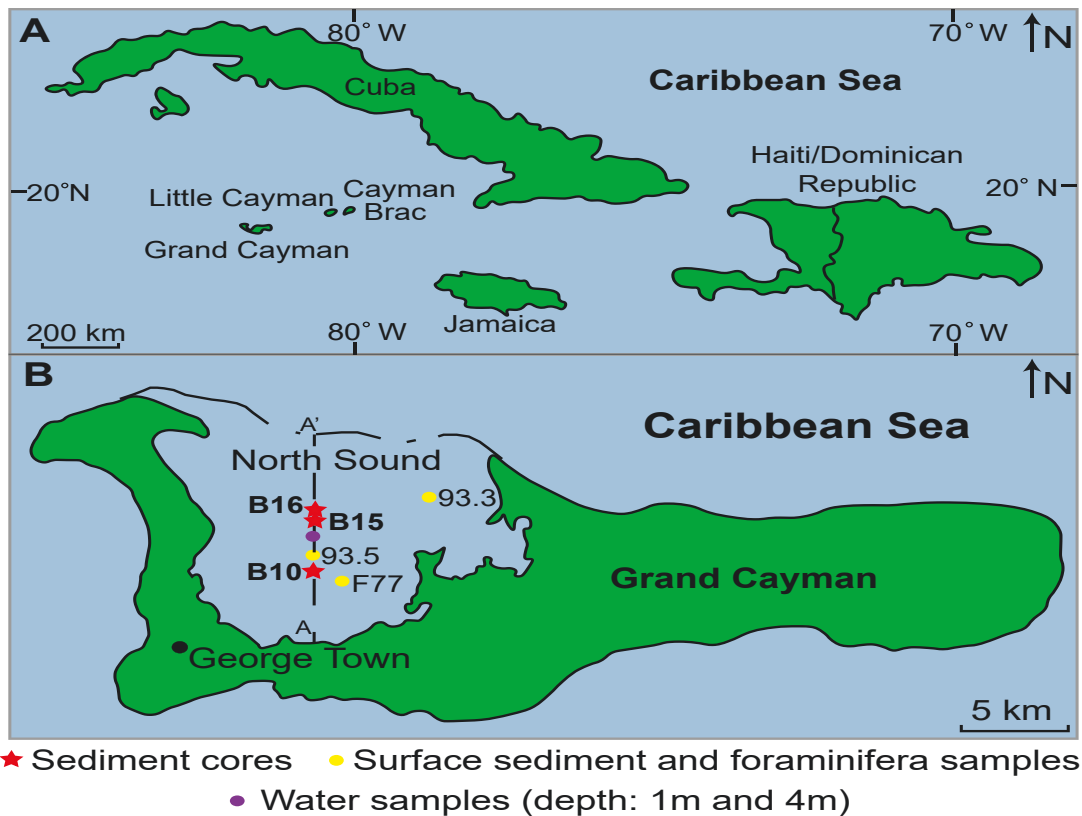 A
80° W
70° W
N
Caribbean Sea
Cuba
Haiti/Dominican
Republic
20°N
20° N
Little Cayman
Cayman
Brac
Grand Cayman
Jamaica
200 km
80° W
70° W
B
N
Caribbean Sea
A'
North Sound
B16
93.3
B15
93.5
B10
F77
Grand Cayman
A
George Town
5 km
Sediment cores
Surface sediment and foraminifera samples
Water samples (depth: 1m and 4m)